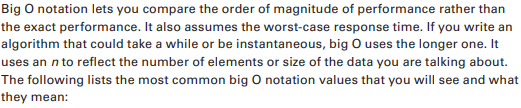 Big O notation lets you compare the order of magnitude of performance rather than
the exact performance. It also assumes the worst-case response time. If you write an
algorithm that could take a while or be instantaneous, big O uses the longer one. It
uses an n to reflect the number of elements or size of the data you are talking about.
The following lists the most common big O notation values that you will see and what
they mean: